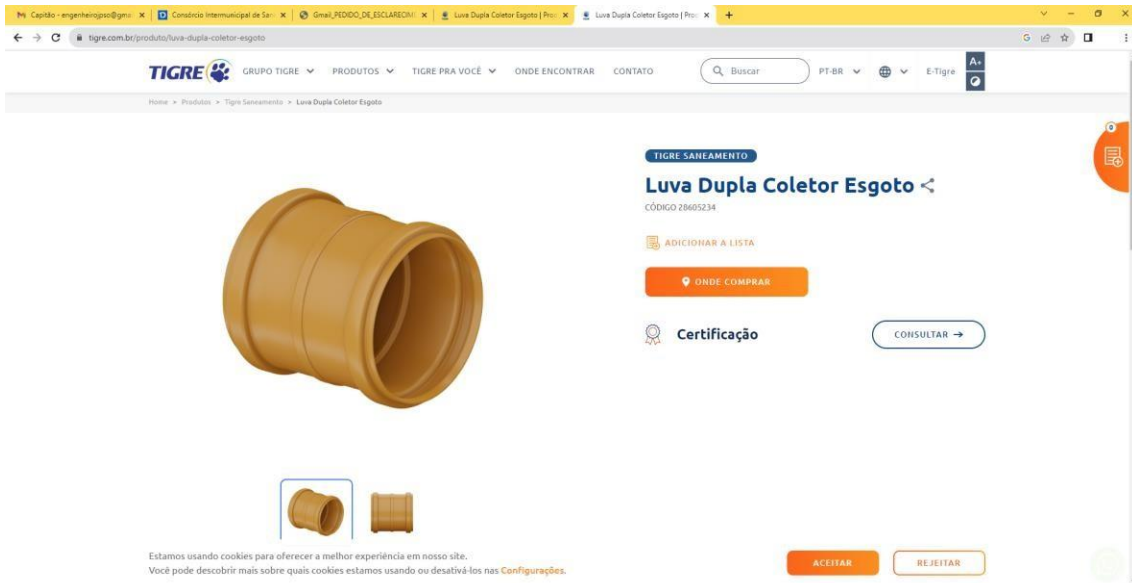 Capitão - engenheirojpso@gma
Consórcio Intermunicipal de San
Gmail_PEDIDO_DE_ESCLARECIM
Luva Dupla Coletor Esgoto | Pro
Luva Dupla Coletor Esgoto | Pro
tigre.com.br/produto/luva-dupla-coletor-esgoto
TIGRE
GRUPO TIGRE
PRODUTOS
TIGRE PRA VOCÊ
ONDE ENCONTRAR
CONTATO
Buscar
PT-BR
E-Tigre
A+
Home > Produtos > Tigre Saneamento > Luva Dupla Coletor Esgoto
0
TIGRE SANEAMENTO
Luva Dupla Coletor Esgoto
CÓDIGO 28605234
ADICIONAR A LISTA
ONDE COMPRAR
Certificação
CONSULTAR →
Estamos usando cookies para oferecer a melhor experiência em nosso site.
Você pode descobrir mais sobre quais cookies estamos usando ou desativá-los nas Configurações.
ACEITAR
REJEITAR